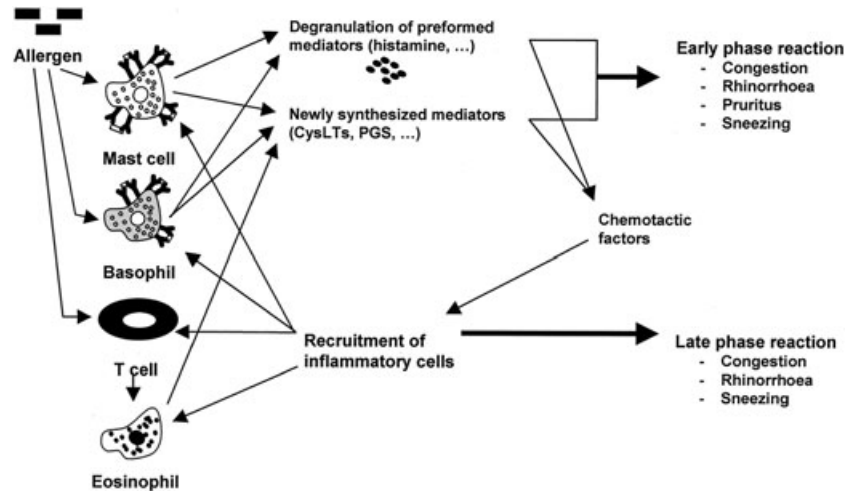 Allergen
Mast cell
Basophil
T cell
Eosinophil
Degranulation of preformed
mediators (histamine, ...)
Newly synthesized mediators
(CysLTs, PGS, ...)
Recruitment of
inflammatory cells
Chemotactic
factors
Early phase reaction
- Congestion
- Rhinorrhoea
- Pruritus
- Sneezing
Late phase reaction
- Congestion
- Rhinorrhoea
- Sneezing